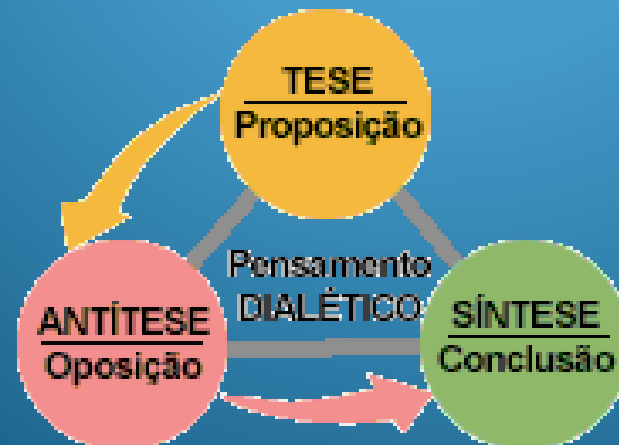 TESE
Proposição
Pensamento
DIALÉTICO
ANTÍTESE
Oposição
SÍNTESE
Conclusão